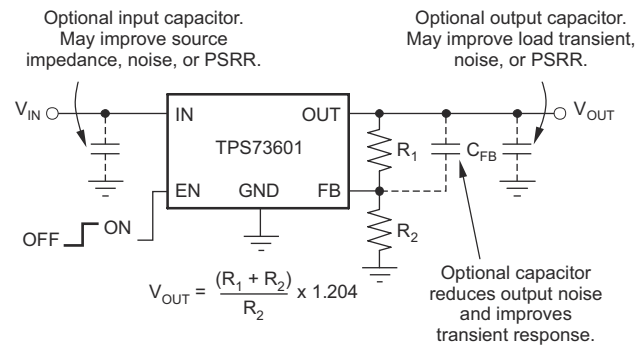 Optional input capacitor.
May improve source
impedance, noise, or PSRR.
Optional output capacitor.
May improve load transient,
noise, or PSRR.
V_IN
IN
OUT
V_OUT
TPS73601
R_1
C_FB
EN
GND
FB
OFF
ON
R_2
V_OUT = (R_1 + R_2) / R_2 x 1.204
Optional capacitor
reduces output noise
and improves
transient response.